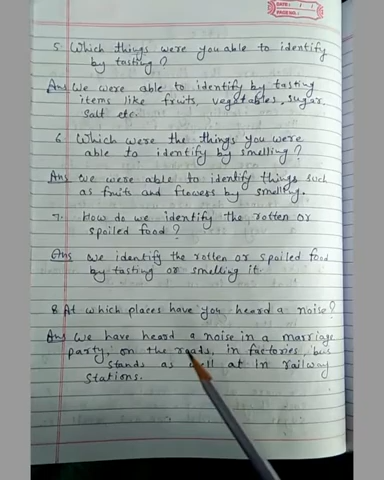 DATE: / /
PAGE NO.:
5. Which things were you able to identify
by tasting?
Ans We were able to identify by tasting
items like fruits, vegetables, sugar,
salt etc.
6. Which were the things you were
able to identify by smelling?
Ans We were able to identify things such
as fruits and flowers by smelling.
7. How do we identify the rotten or
spoiled food?
Ans We identify the rotten or spoiled food
by tasting or smelling it.
8. At which places have you heard a noise?
Ans We have heard a noise in a marriage
party, on the roads, in factories, bus
stands as well at in railway
stations.